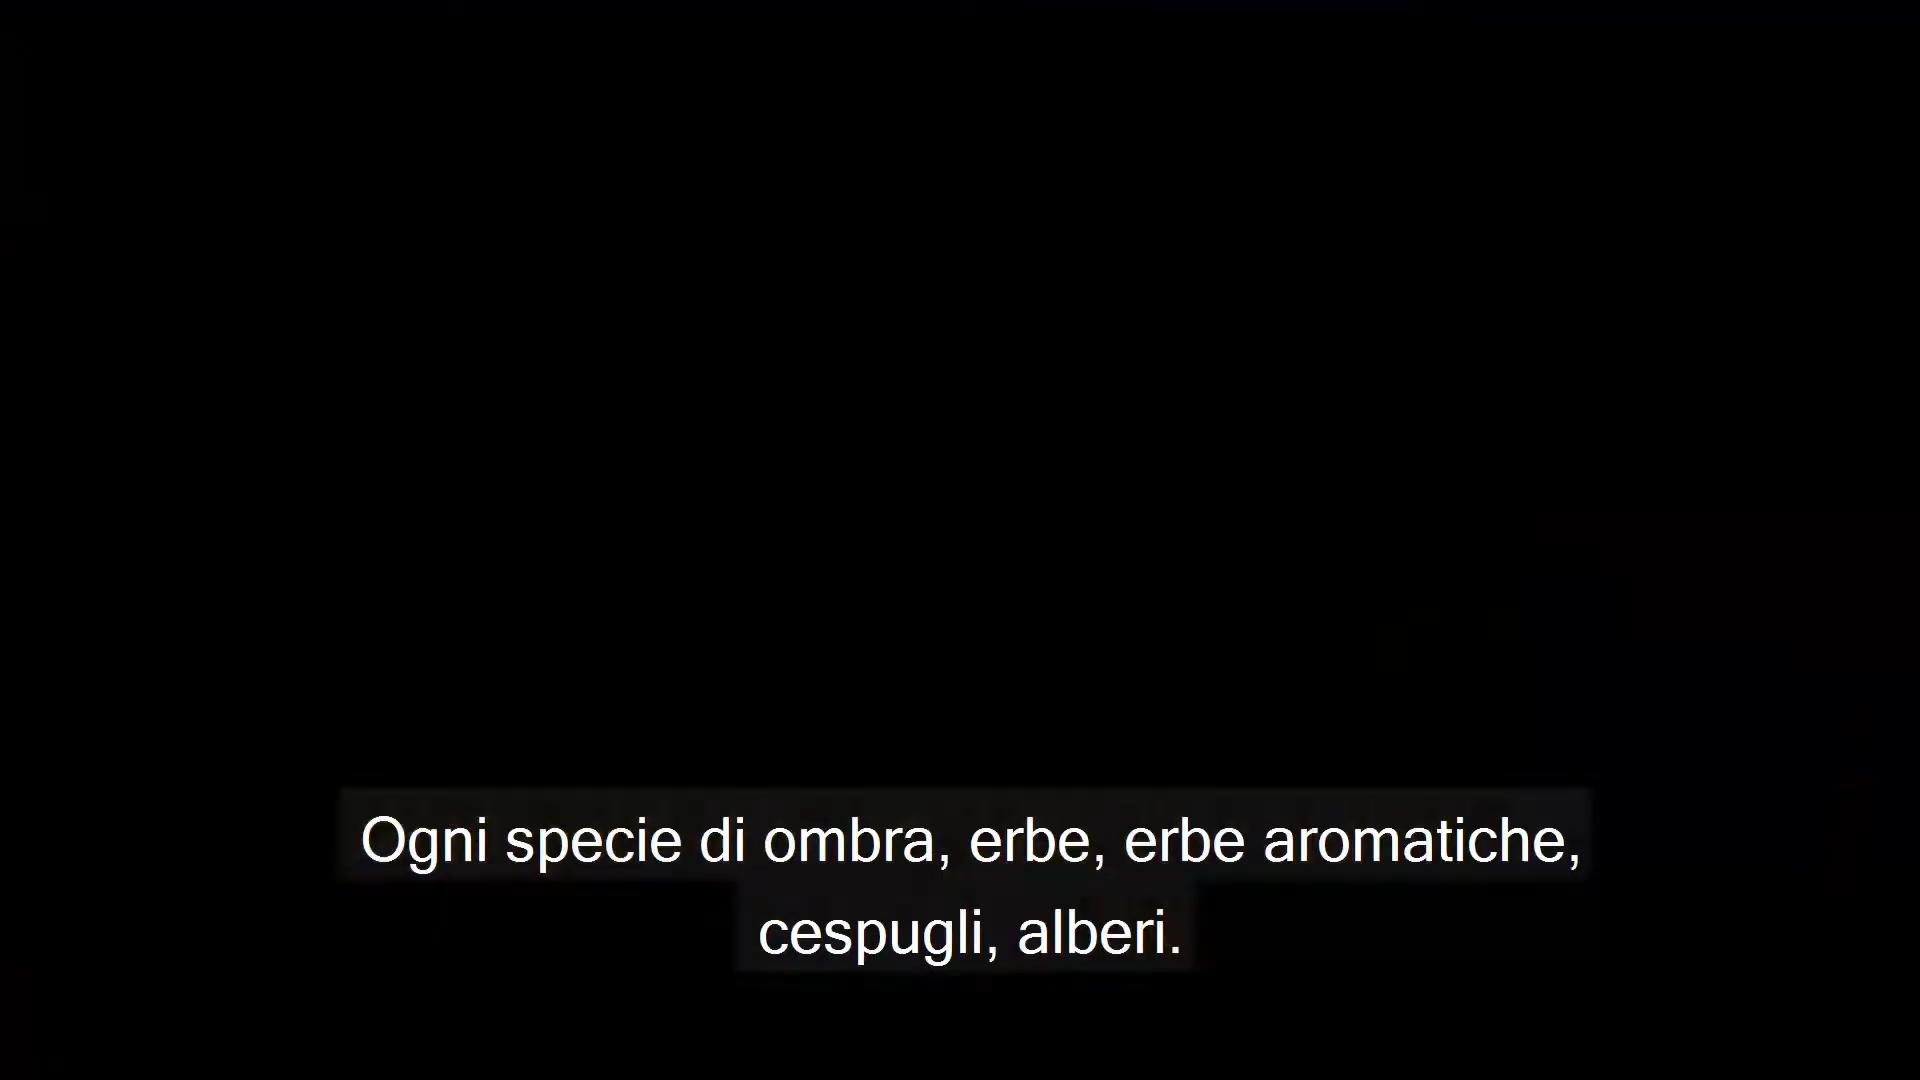 Ogni specie di ombra, erbe, erbe aromatiche,
cespugli, alberi.